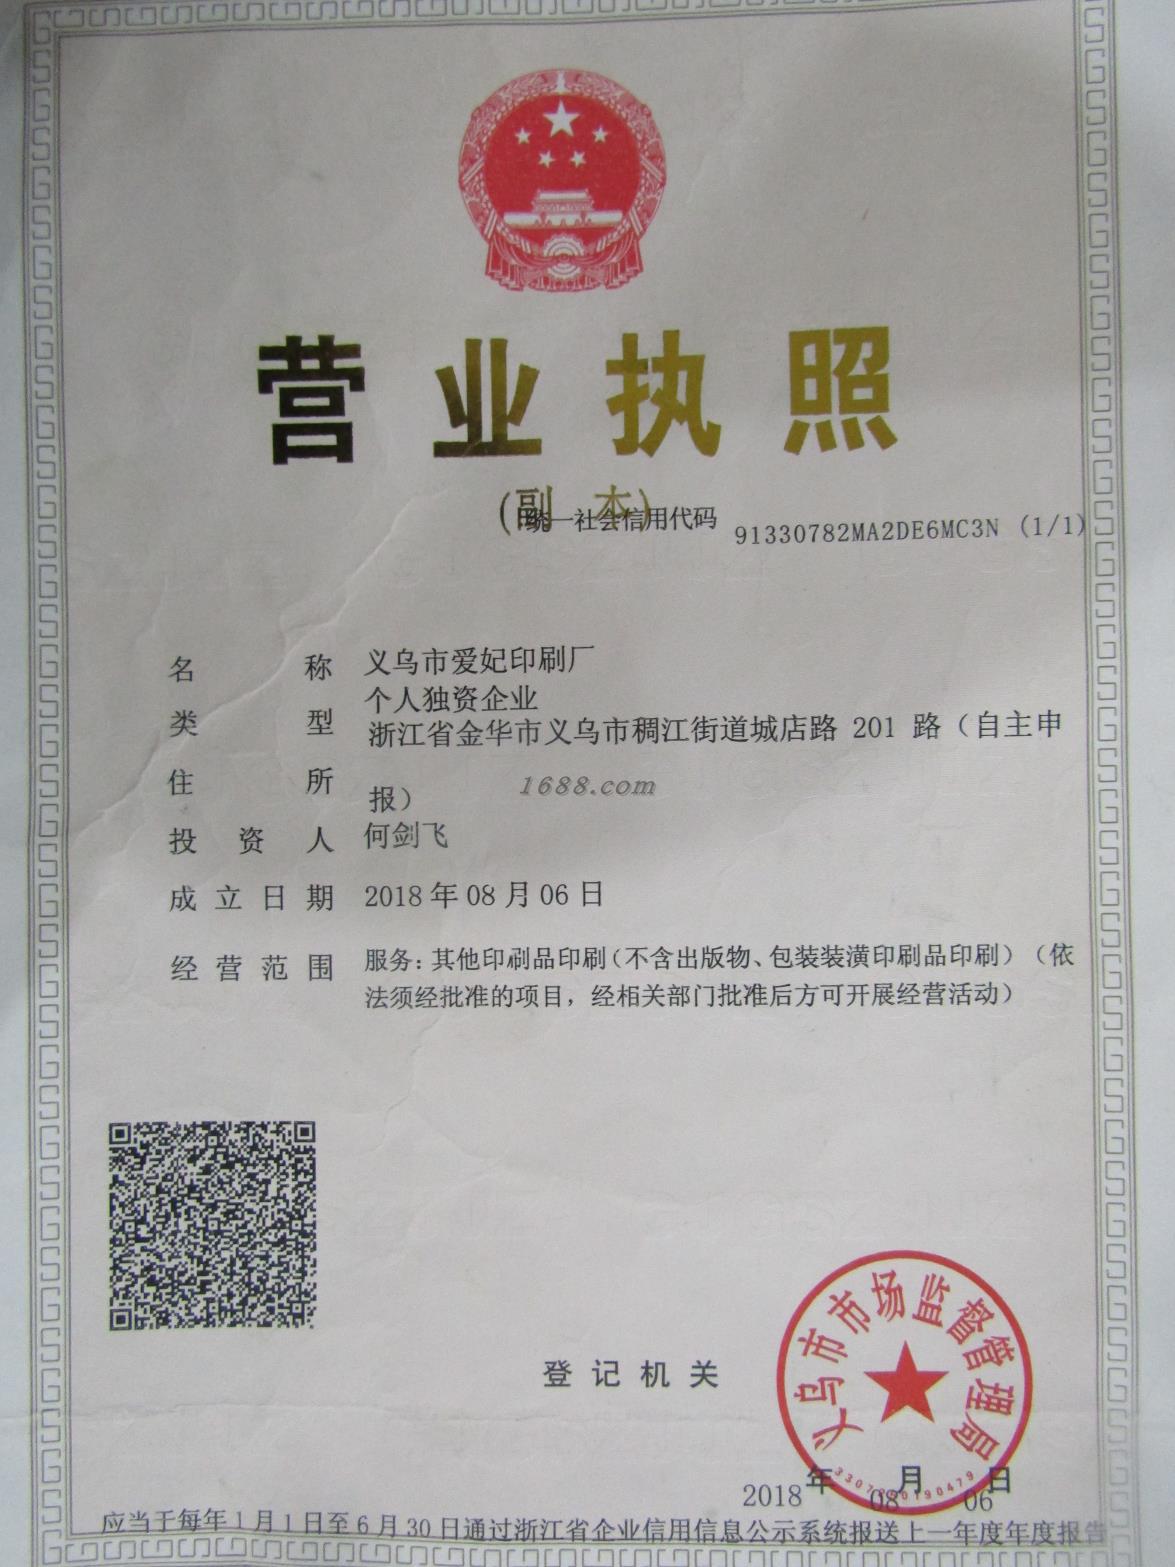 营业执照
(副 本)
统一社会信用代码 91330782MA2DE6MC3N (1/1)
名 称 义乌市爱妃印刷厂
类 型 个人独资企业
住 所 浙江省金华市义乌市稠江街道城店路 201 路（自主申
报）
1688.com
投 资 人 何剑飞
成 立 日 期 2018 年 08 月 06 日
经 营 范 围 服务：其他印刷品印刷（不含出版物、包装装潢印刷品印刷）（依
法须经批准的项目，经相关部门批准后方可开展经营活动）
登 记 机 关
义乌市市场监督管理局
2018 年 08 月 06 日
应当于每年1月1日至6月30日通过浙江省企业信用信息公示系统报送上一年度年度报告